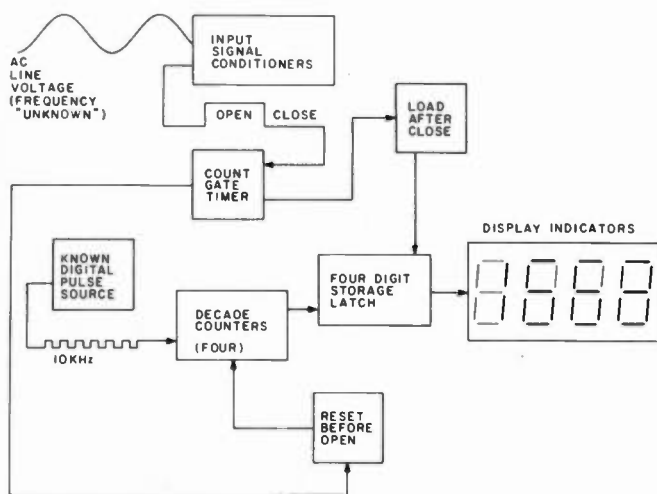 AC
LINE
VOLTAGE
(FREQUENCY
"UNKNOWN")
INPUT
SIGNAL
CONDITIONERS
OPEN
CLOSE
LOAD
AFTER
CLOSE
COUNT
GATE
TIMER
DISPLAY INDICATORS
KNOWN
DIGITAL
PULSE
SOURCE
10KHz
DECADE
COUNTERS
(FOUR)
FOUR DIGIT
STORAGE
LATCH
RESET
BEFORE
OPEN